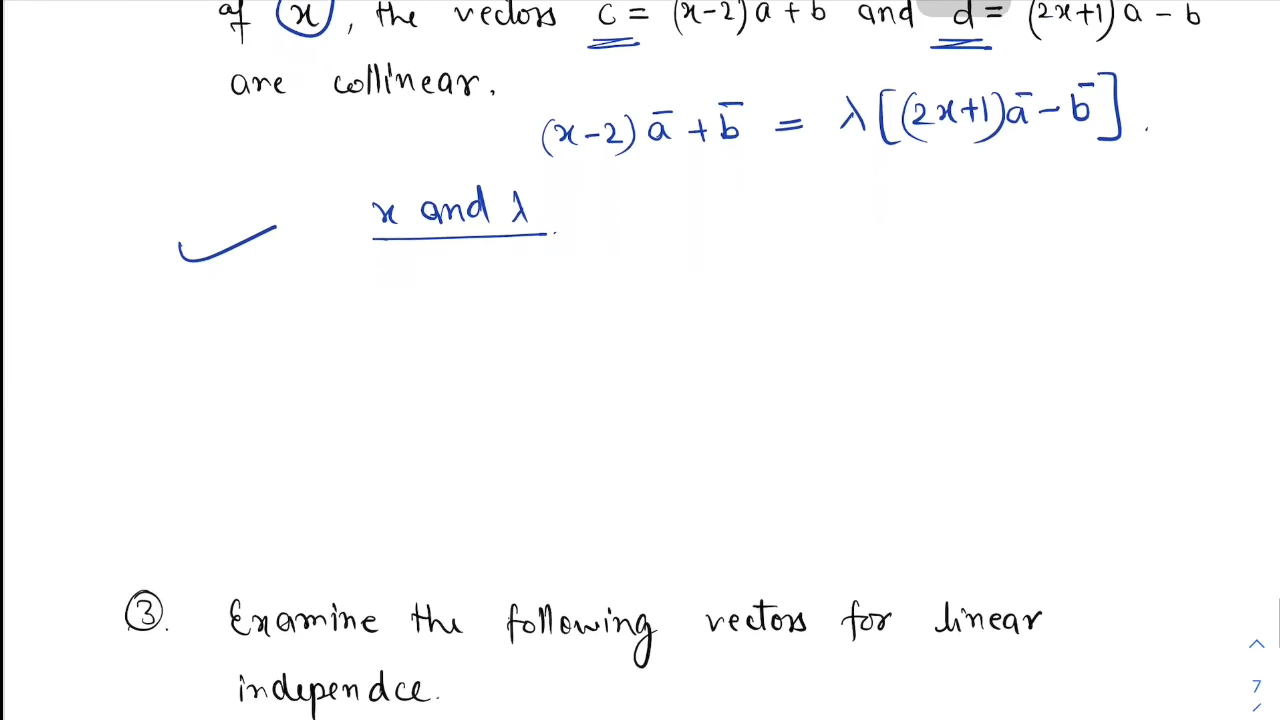 of x, the vectors c = (x-2)a + b and d = (2x+1)a - b
are collinear.
(x-2) a̅ + b̅ = λ[(2x+1)a̅ - b̅].
x and λ.
③. Examine the following vectors for linear
independce.
7